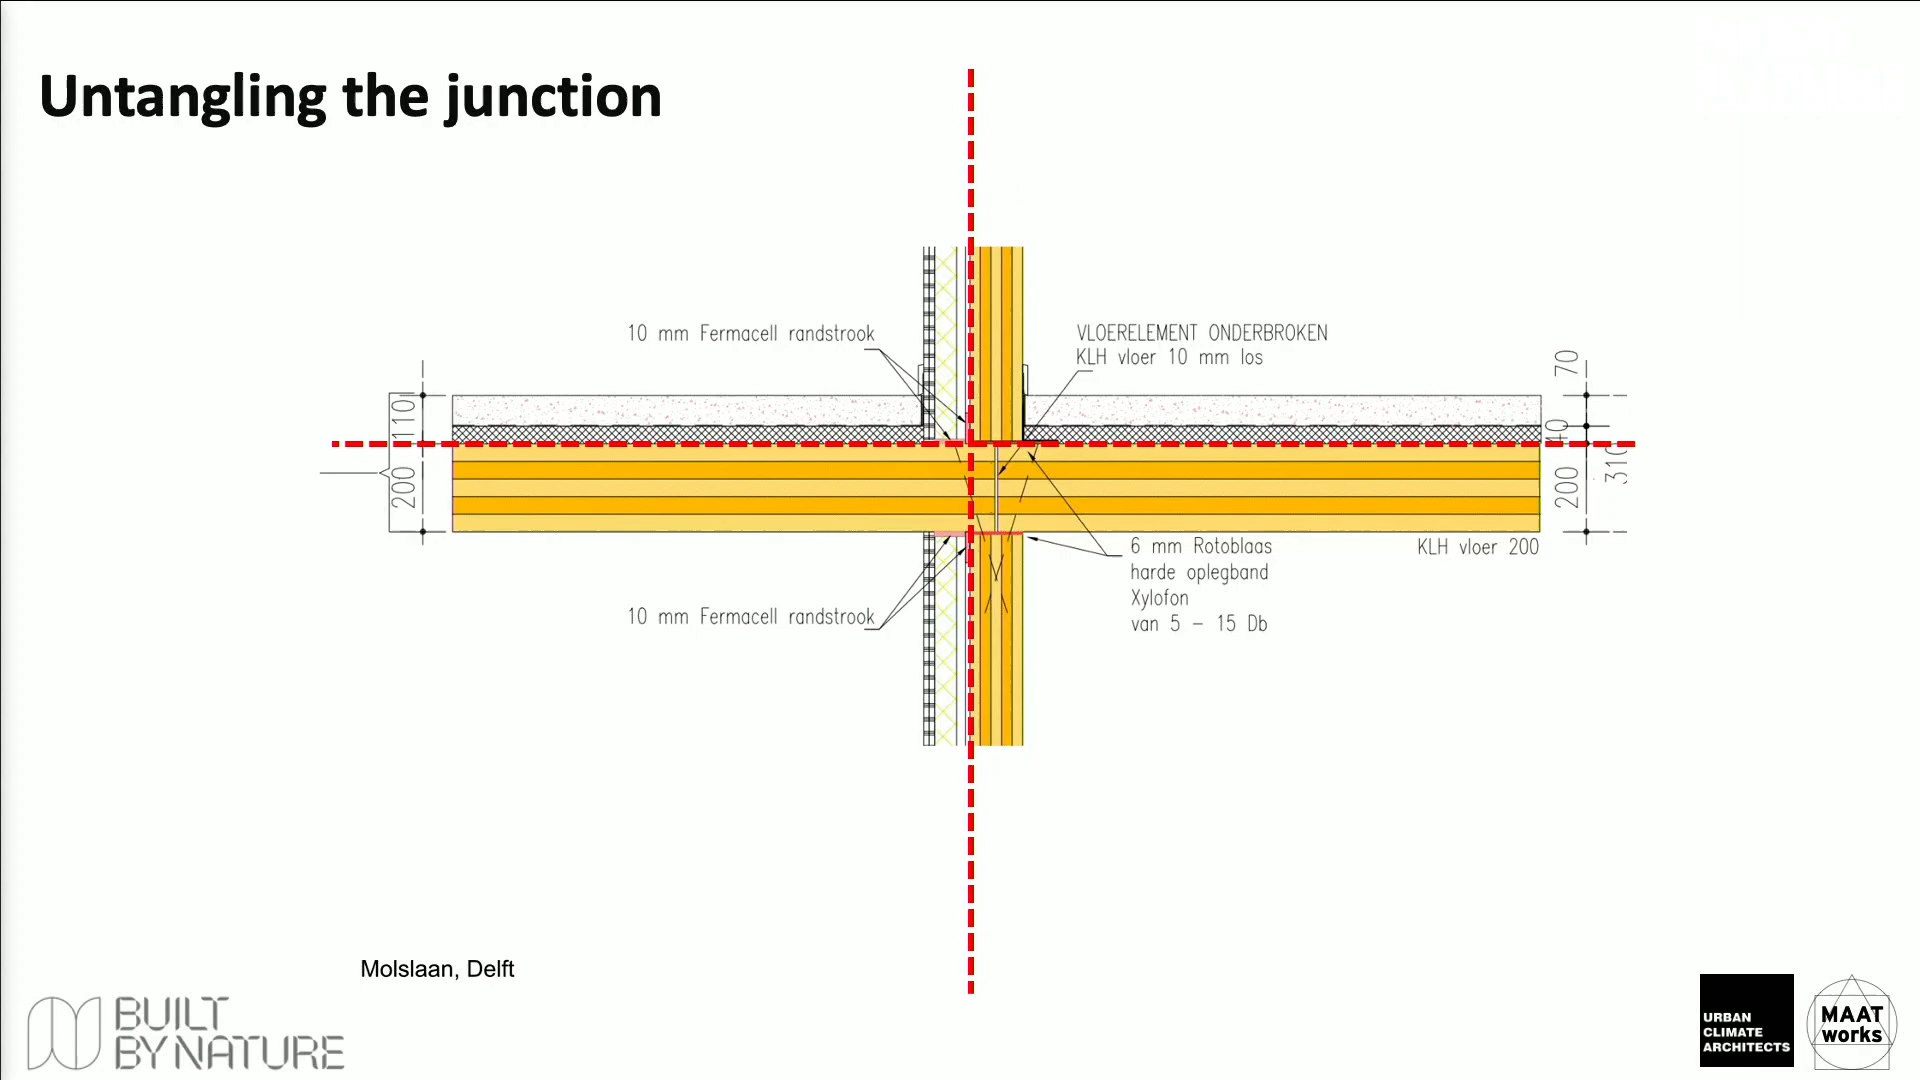 Untangling the junction
10 mm Fermacell randstrook
VLOERELEMENT ONDERBROKEN
KLH vloer 10 mm los
70
110
40
200
200
310
6 mm Rotoblaas
harde oplegband
Xylofon
van 5 – 15 Db
KLH vloer 200
10 mm Fermacell randstrook
Molslaan, Delft
BUILT
BY NATURE
URBAN
CLIMATE
ARCHITECTS
MAAT
works